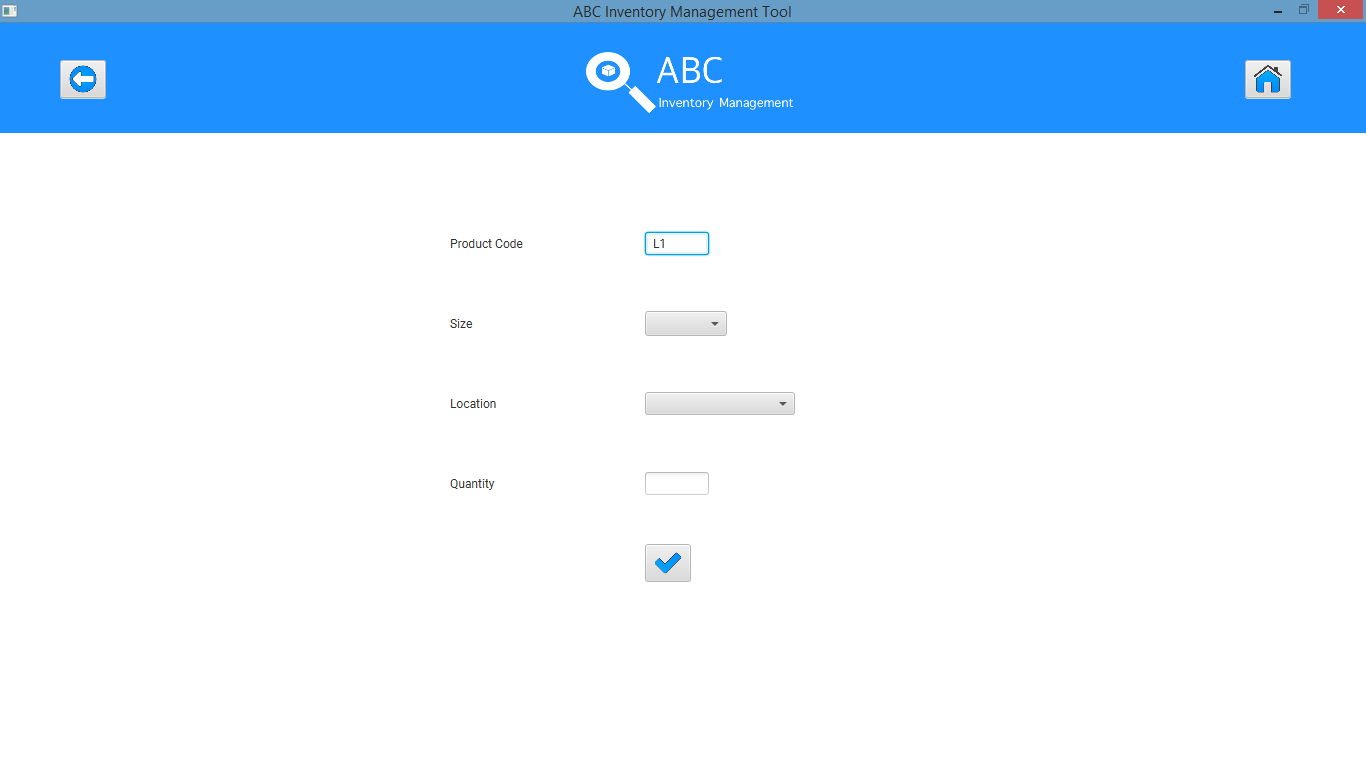 ABC Inventory Management Tool
ABC
Inventory Management
Product Code
L1
Size
Location
Quantity